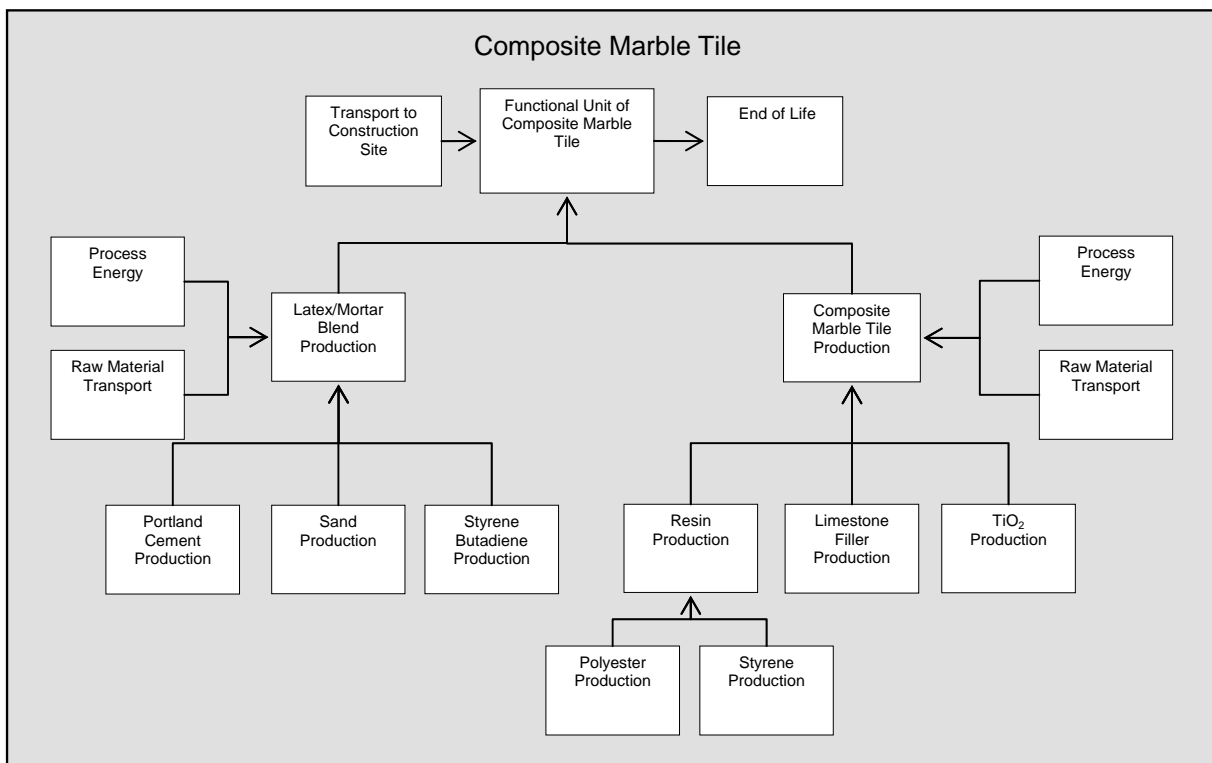 Composite Marble Tile
Transport to
Construction
Site
Functional Unit of
Composite Marble
Tile
End of Life
Process
Energy
Raw Material
Transport
Latex/Mortar
Blend
Production
Composite
Marble Tile
Production
Process
Energy
Raw Material
Transport
Portland
Cement
Production
Sand
Production
Styrene
Butadiene
Production
Resin
Production
Limestone
Filler
Production
TiO₂
Production
Polyester
Production
Styrene
Production